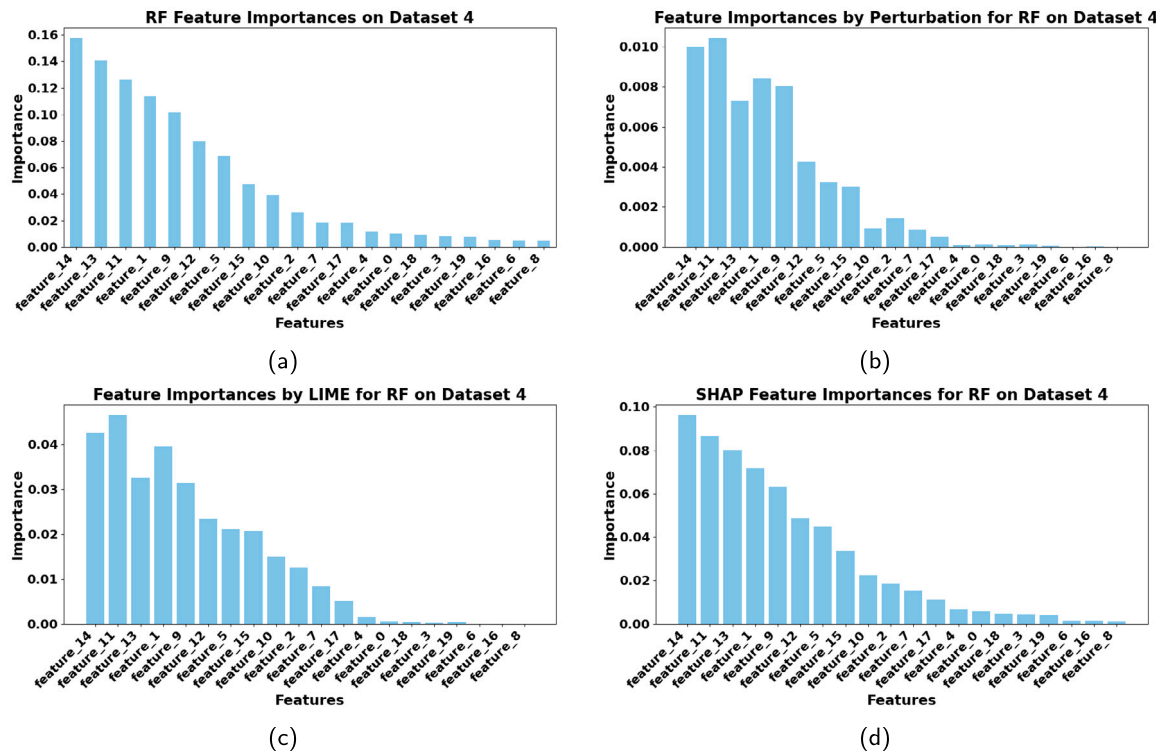 RF Feature Importances on Dataset 4
Importance
0.16
0.14
0.12
0.10
0.08
0.06
0.04
0.02
0.00
feature_14
feature_13
feature_11
feature_1
feature_9
feature_12
feature_5
feature_15
feature_10
feature_2
feature_7
feature_17
feature_4
feature_0
feature_18
feature_3
feature_19
feature_16
feature_6
feature_8
Features
(a)
Feature Importances by Perturbation for RF on Dataset 4
Importance
0.010
0.008
0.006
0.004
0.002
0.000
feature_14
feature_11
feature_13
feature_1
feature_9
feature_12
feature_5
feature_15
feature_10
feature_2
feature_7
feature_17
feature_4
feature_0
feature_18
feature_3
feature_19
feature_6
feature_16
feature_8
Features
(b)
Feature Importances by LIME for RF on Dataset 4
Importance
0.04
0.03
0.02
0.01
0.00
feature_14
feature_11
feature_13
feature_1
feature_9
feature_12
feature_5
feature_15
feature_10
feature_2
feature_7
feature_17
feature_4
feature_0
feature_18
feature_3
feature_19
feature_6
feature_16
feature_8
Features
(c)
SHAP Feature Importances for RF on Dataset 4
Importance
0.10
0.08
0.06
0.04
0.02
0.00
feature_14
feature_11
feature_13
feature_1
feature_9
feature_12
feature_5
feature_15
feature_10
feature_2
feature_7
feature_17
feature_4
feature_0
feature_18
feature_3
feature_19
feature_6
feature_16
feature_8
Features
(d)